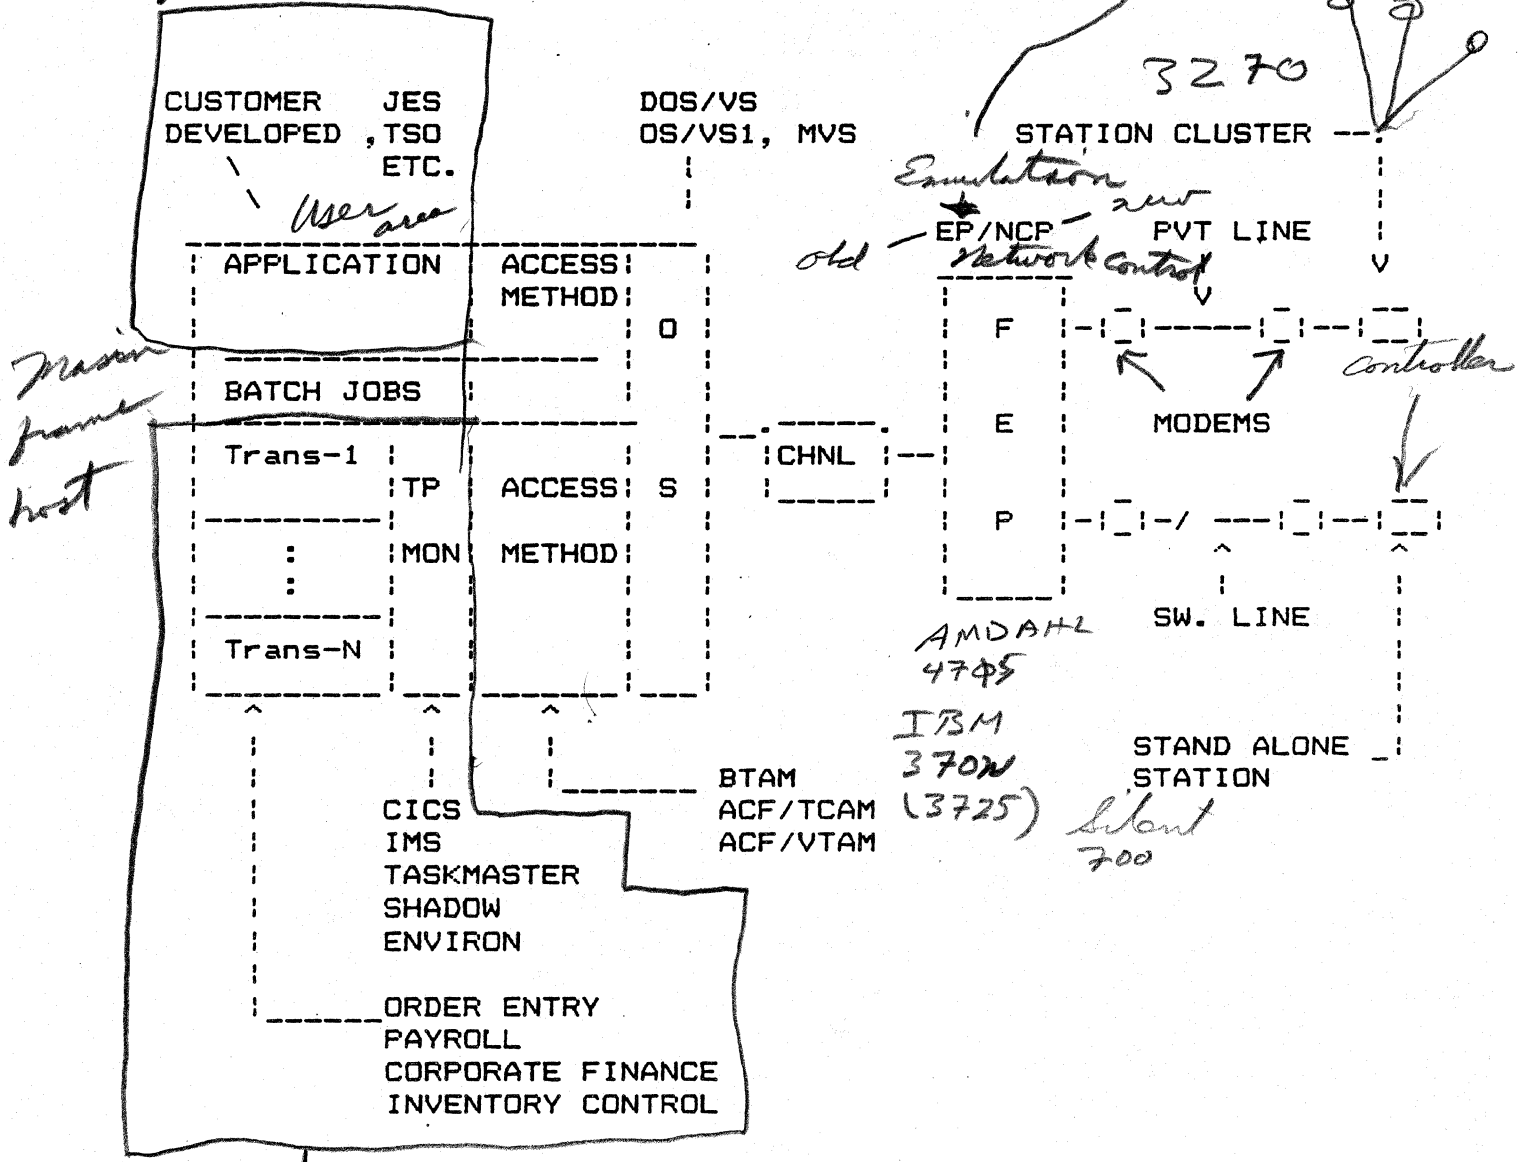 3270
CUSTOMER JES
DEVELOPED ,TSO
ETC.
DOS/VS
OS/VS1, MVS
STATION CLUSTER
Emulation
User area
EP/NCP
new
old
Network control
PVT LINE
APPLICATION
ACCESS
METHOD
O
F
Main
frame
host
controller
BATCH JOBS
E
MODEMS
Trans-1
TP
ACCESS
S
CHNL
P
MON
METHOD
Trans-N
SW. LINE
AMDAHL
4705
IBM
370
(3725)
STAND ALONE
STATION
Silent
700
BTAM
ACF/TCAM
ACF/VTAM
CICS
IMS
TASKMASTER
SHADOW
ENVIRON
ORDER ENTRY
PAYROLL
CORPORATE FINANCE
INVENTORY CONTROL